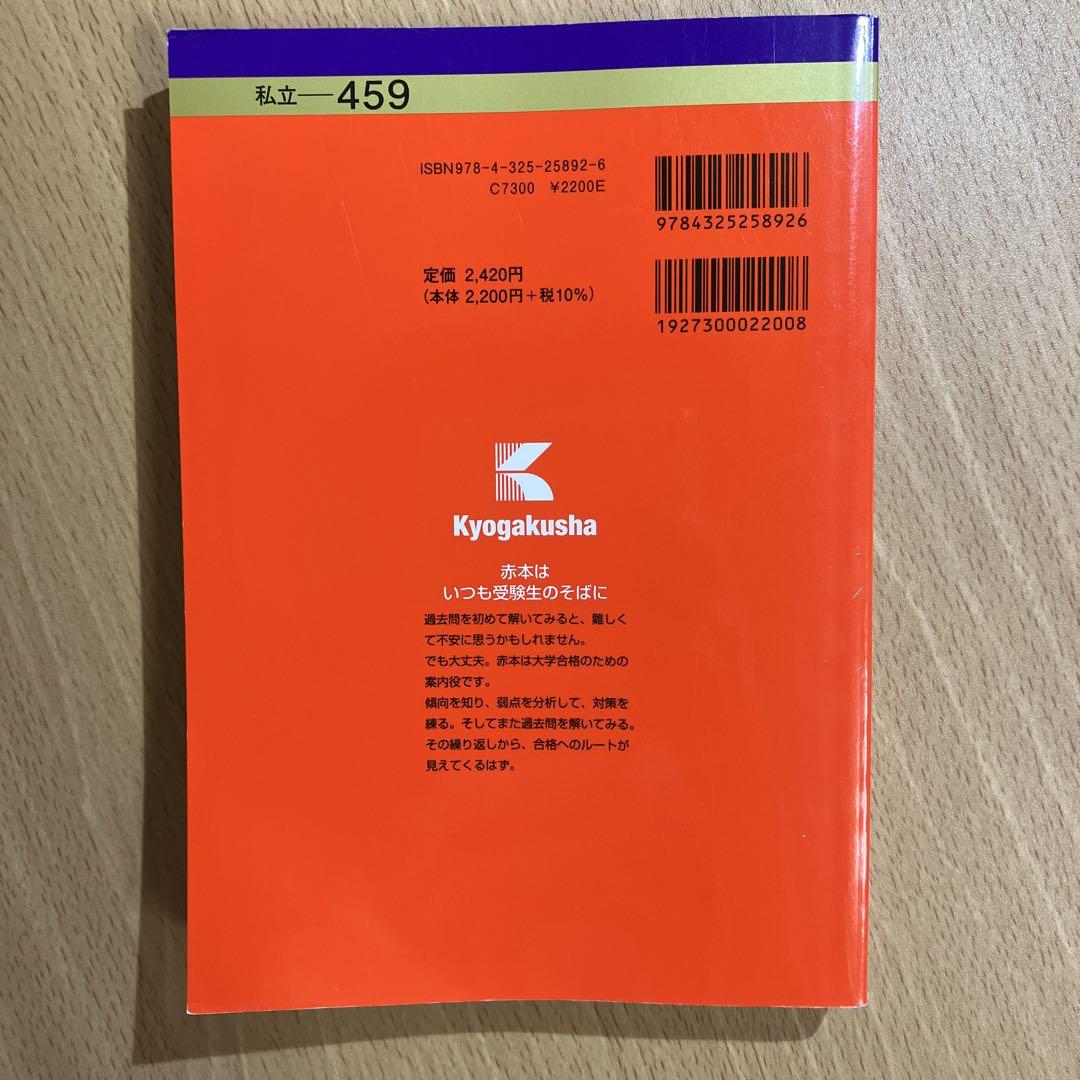 私立―459
ISBN978-4-325-25892-6
C7300 ¥2200E
9784325258926
定価 2,420円
(本体 2,200円+税10%)
1927300022008
Kyogakusha
赤本は
いつも受験生のそばに
過去問を初めて解いてみると、難しく
て不安に思うかもしれません。
でも大丈夫。赤本は大学合格のための
案内役です。
傾向を知り、弱点を分析して、対策を
練る。そしてまた過去問を解いてみる。
その繰り返しから、合格へのルートが
見えてくるはず。